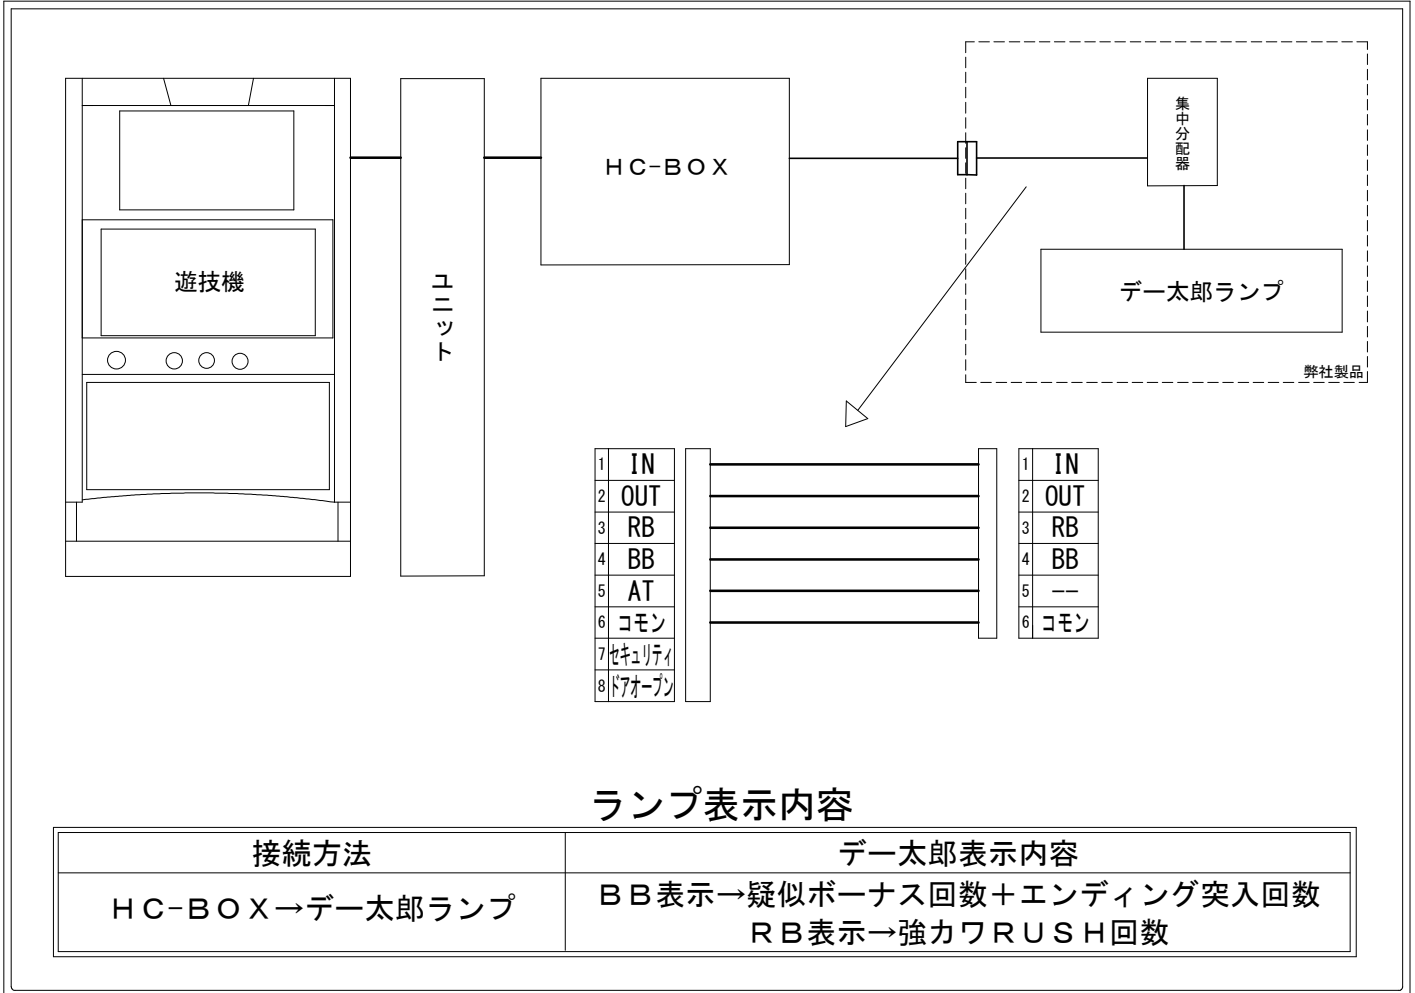 集中分配器
HC-BOX
遊技機
ユニット
デー太郎ランプ
弊社製品
1 IN
2 OUT
3 RB
4 BB
5 AT
6 コモン
7 セキュリティ
8 ドアオープン
1 IN
2 OUT
3 RB
4 BB
5 --
6 コモン
ランプ表示内容
接続方法 デー太郎表示内容
HC-BOX→デー太郎ランプ
BB表示→疑似ボーナス回数+エンディング突入回数
RB表示→強カワRUSH回数